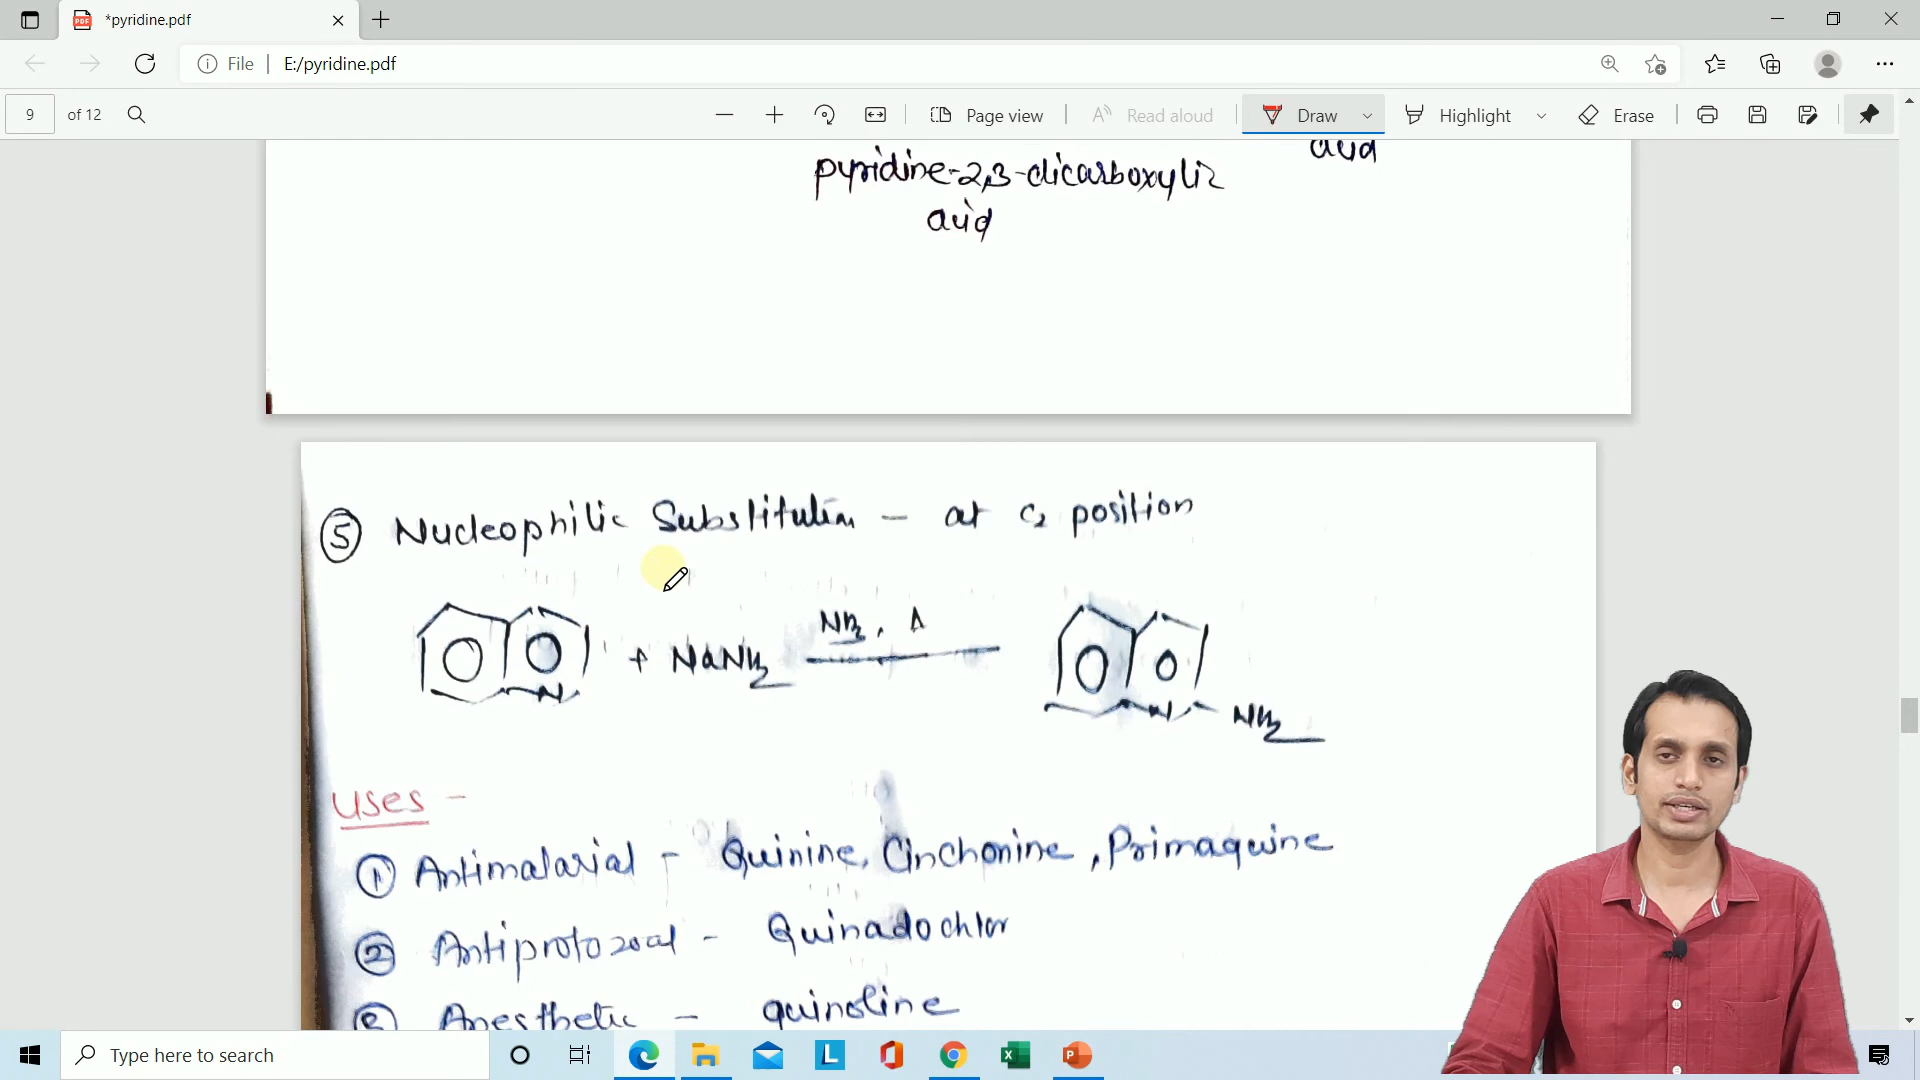 *pyridine.pdf
File
E:/pyridine.pdf
9 of 12
Page view
Read aloud
Draw
Highlight
Erase
acid
pyridine-2,3-dicarboxylic
acid
5 Nucleophilic Substitution - at C2 position
N + NaNH2 NH3, Δ N NH2
Uses -
1 Antimalarial - Quinine, Cinchonine, Primaquine
2 Antiprotozoal - Quinadochlor
3 Anesthetic - quinoline
Type here to search